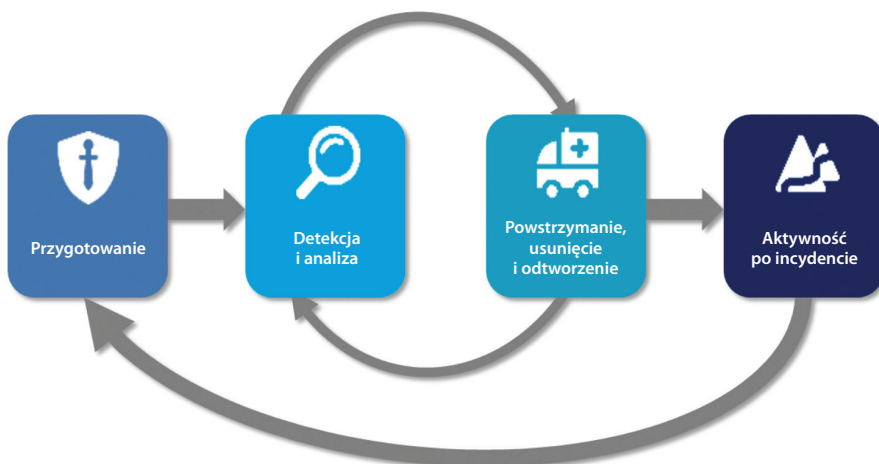 Przygotowanie
Detekcja
i analiza
Powstrzymanie,
usunięcie
i odtworzenie
Aktywność
po incydencie